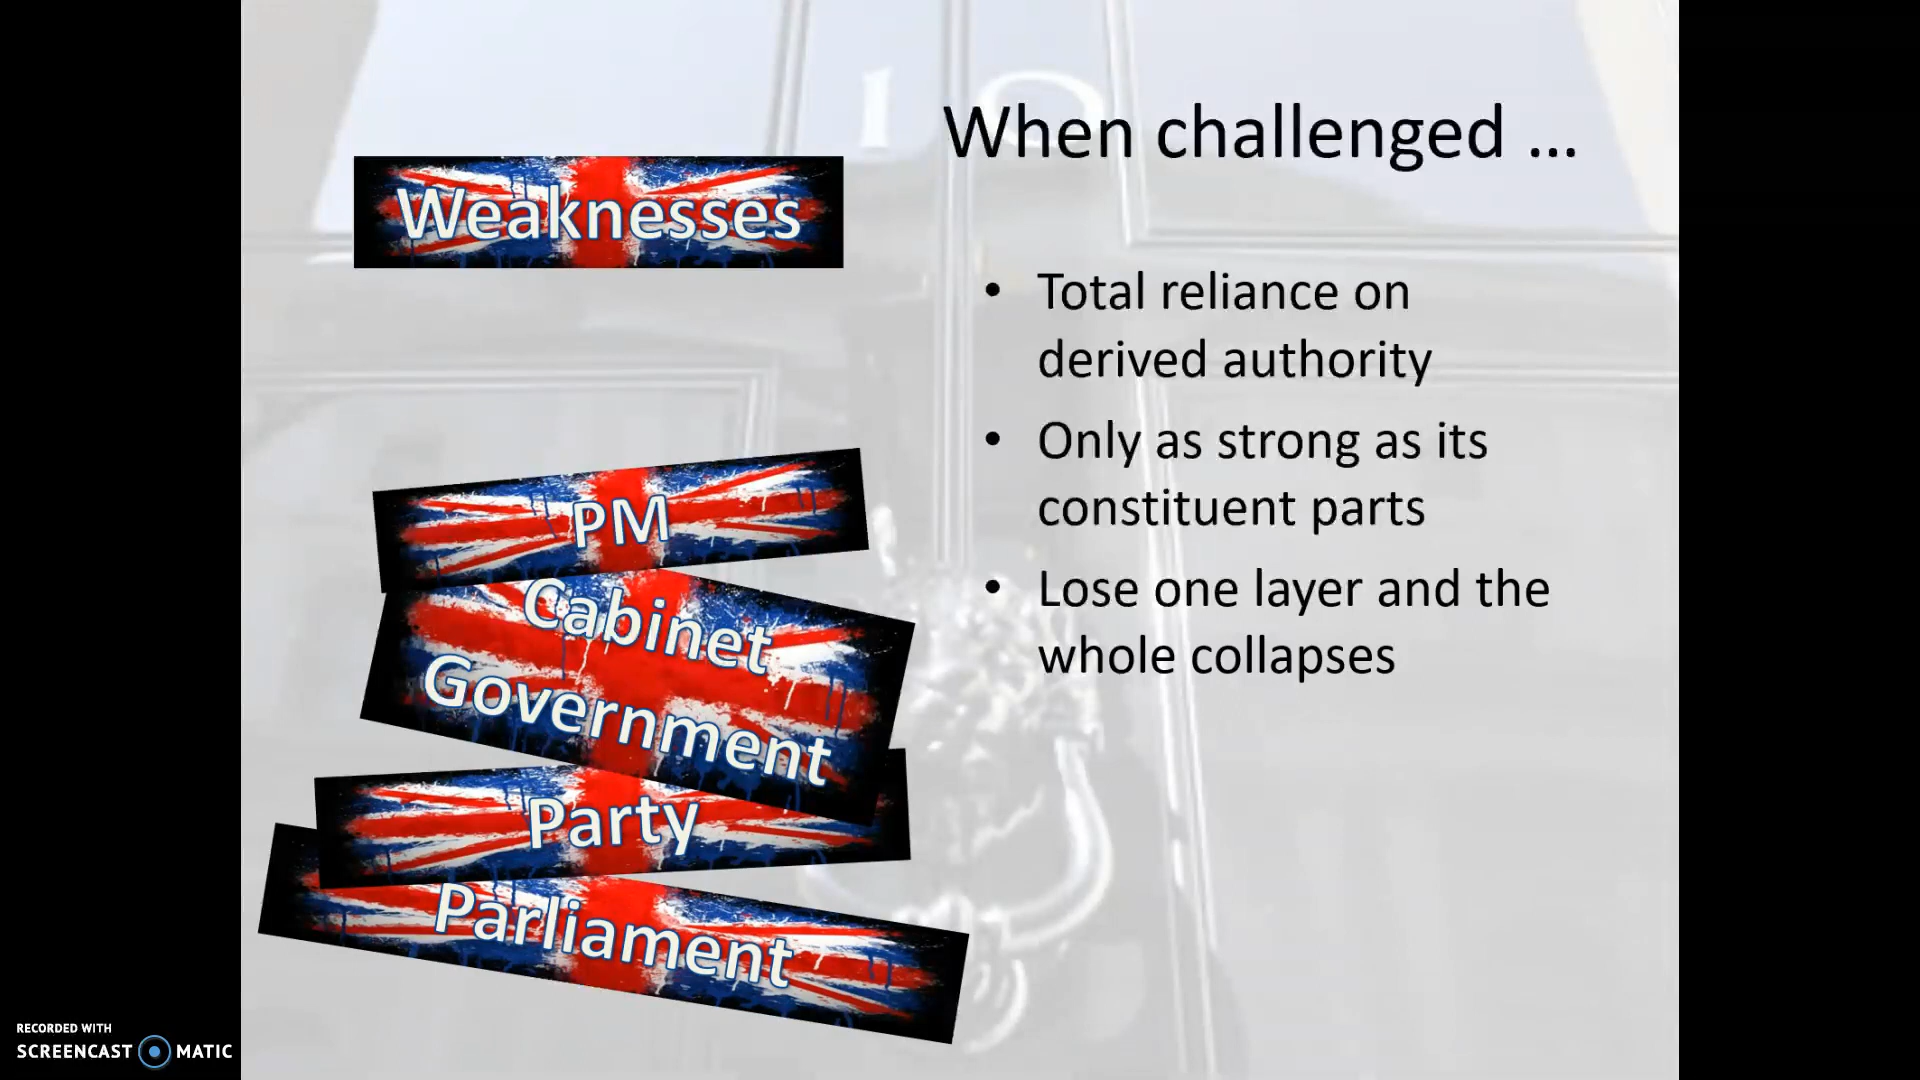 10
When challenged ...
Weaknesses
• Total reliance on
derived authority
• Only as strong as its
constituent parts
• Lose one layer and the
whole collapses
PM
Cabinet
Government
Party
Parliament
RECORDED WITH
SCREENCAST MATIC